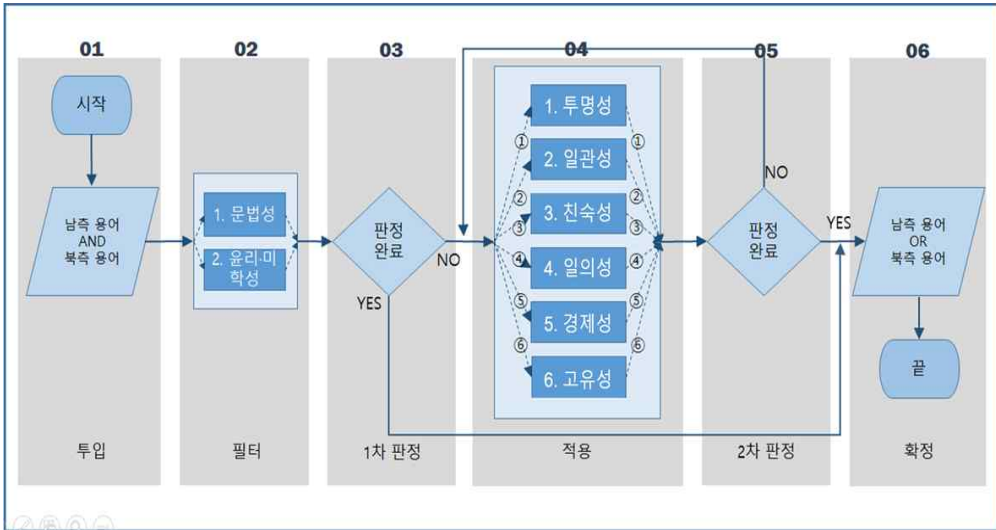 01
02
03
04
05
06
시작
남측 용어
AND
북측 용어
1. 문법성
2. 윤리·미
학성
판정
완료
NO
YES
1. 투명성
2. 일관성
3. 친숙성
4. 일의성
5. 경제성
6. 고유성
①
②
③
④
⑤
⑥
①
②
③
④
⑤
⑥
판정
완료
NO
YES
남측 용어
OR
북측 용어
끝
투입
필터
1차 판정
적용
2차 판정
확정